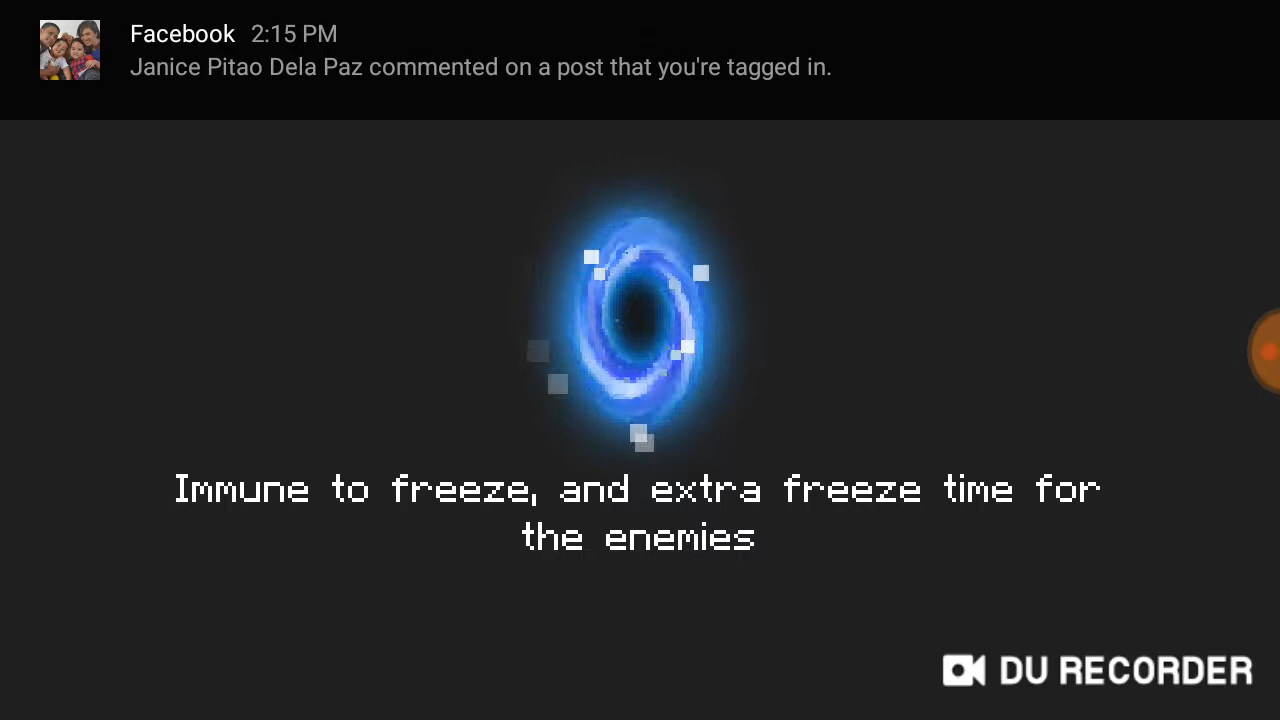 Facebook 2:15 PM
Janice Pitao Dela Paz commented on a post that you're tagged in.
Immune to freeze, and extra freeze time for
the enemies
DU RECORDER